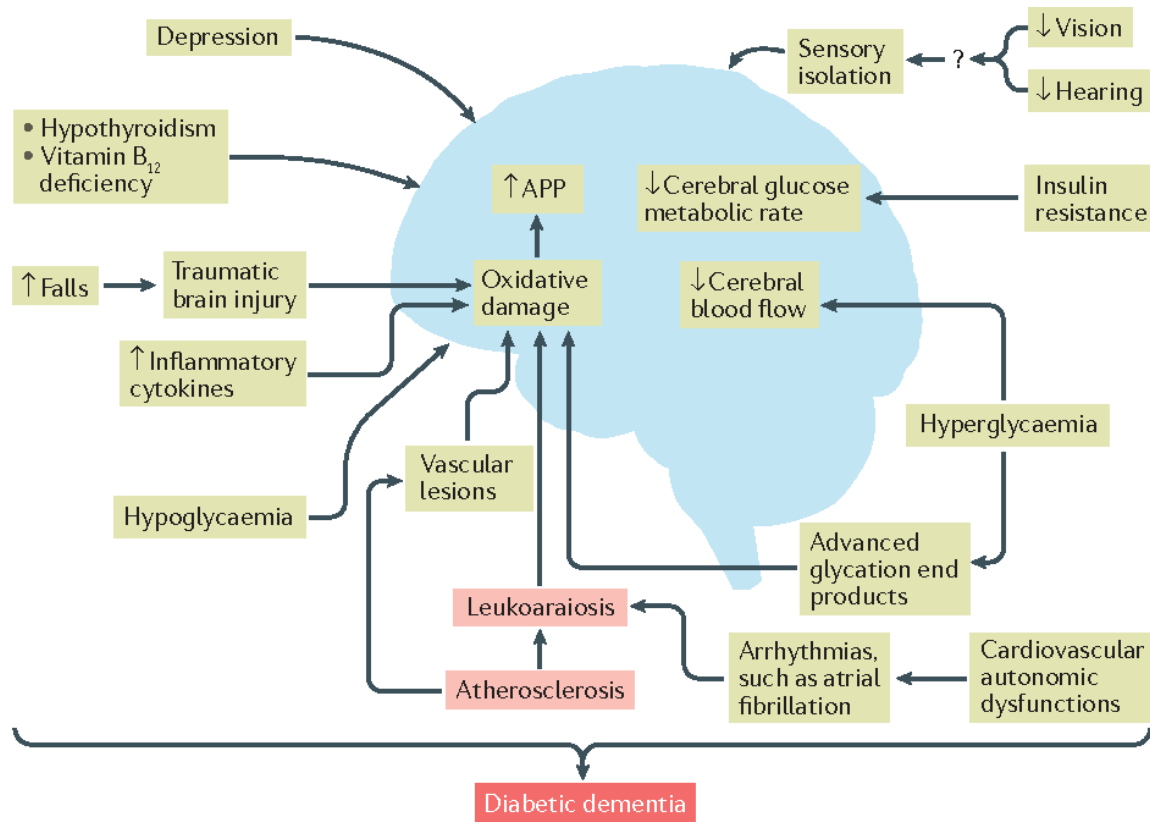 Depression
Sensory
isolation
?
↓ Vision
↓ Hearing
• Hypothyroidism
• Vitamin B12
deficiency
↑ APP
↓ Cerebral glucose
metabolic rate
Insulin
resistance
↑ Falls
Traumatic
brain injury
Oxidative
damage
↓ Cerebral
blood flow
↑ Inflammatory
cytokines
Hyperglycaemia
Vascular
lesions
Hypoglycaemia
Advanced
glycation end
products
Leukoaraiosis
Atherosclerosis
Arrhythmias,
such as atrial
fibrillation
Cardiovascular
autonomic
dysfunctions
Diabetic dementia